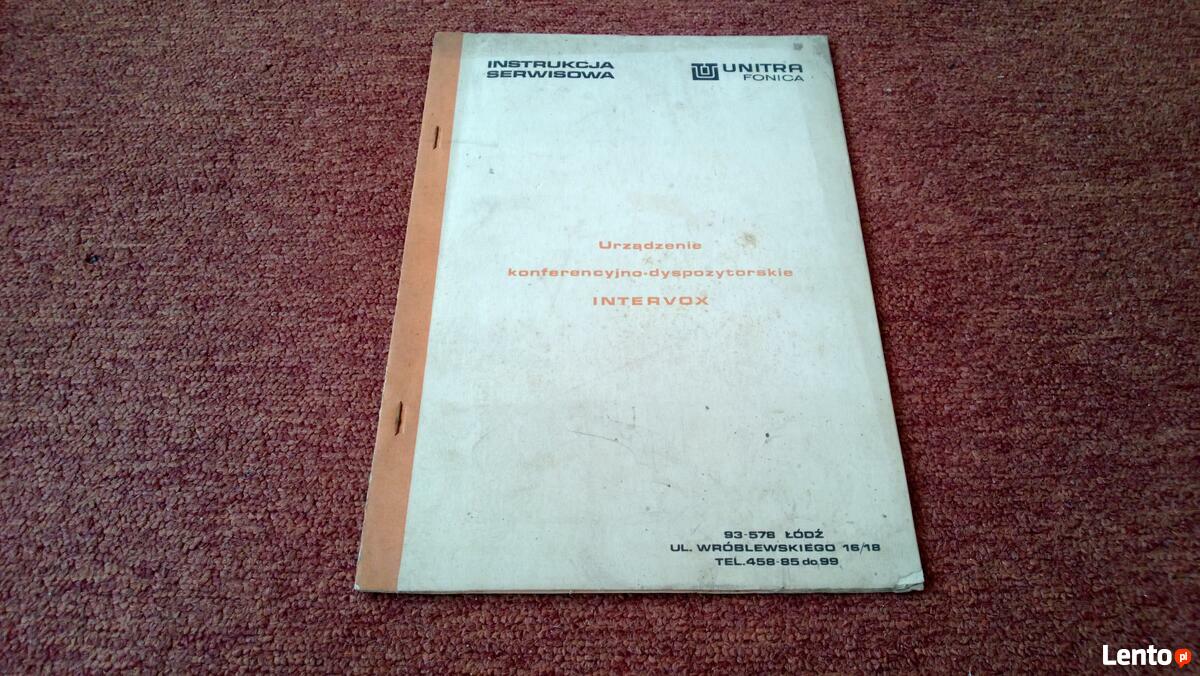 INSTRUKCJA
SERWISOWA
UNITRA
FONICA
Urządzenie
konferencyjno-dyspozytorskie
INTERVOX
93-578 ŁÓDŹ
UL. WRÓBLEWSKIEGO 16/18
TEL. 458-85 do 99
Lento.pl